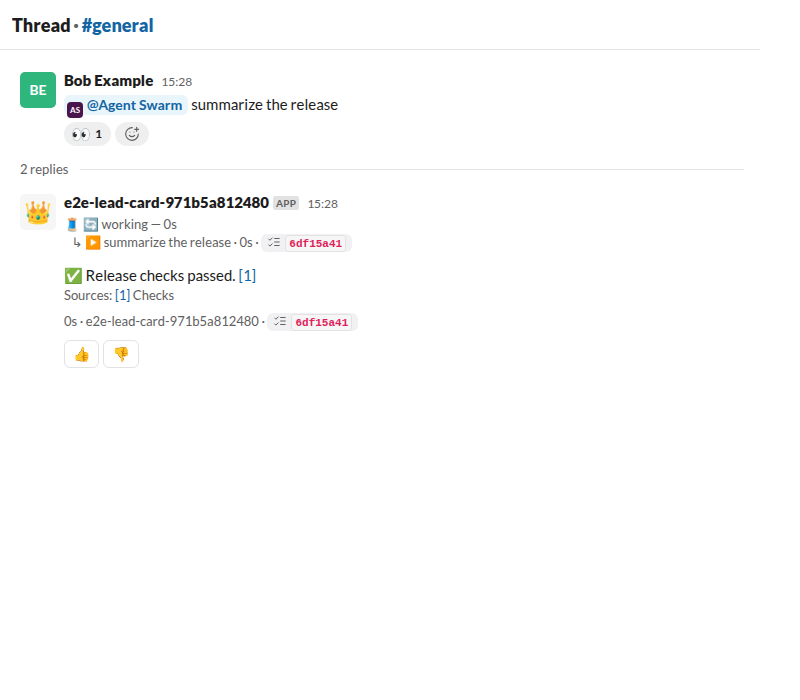 Thread • #general
BE
Bob Example 15:28
AS @Agent Swarm summarize the release
👀 1
2 replies
e2e-lead-card-971b5a812480 APP 15:28
🧵 🔄 working — 0s
↳ ▶️ summarize the release · 0s · 6df15a41
✅ Release checks passed. [1]
Sources: [1] Checks
0s · e2e-lead-card-971b5a812480 · 6df15a41
👍 👎